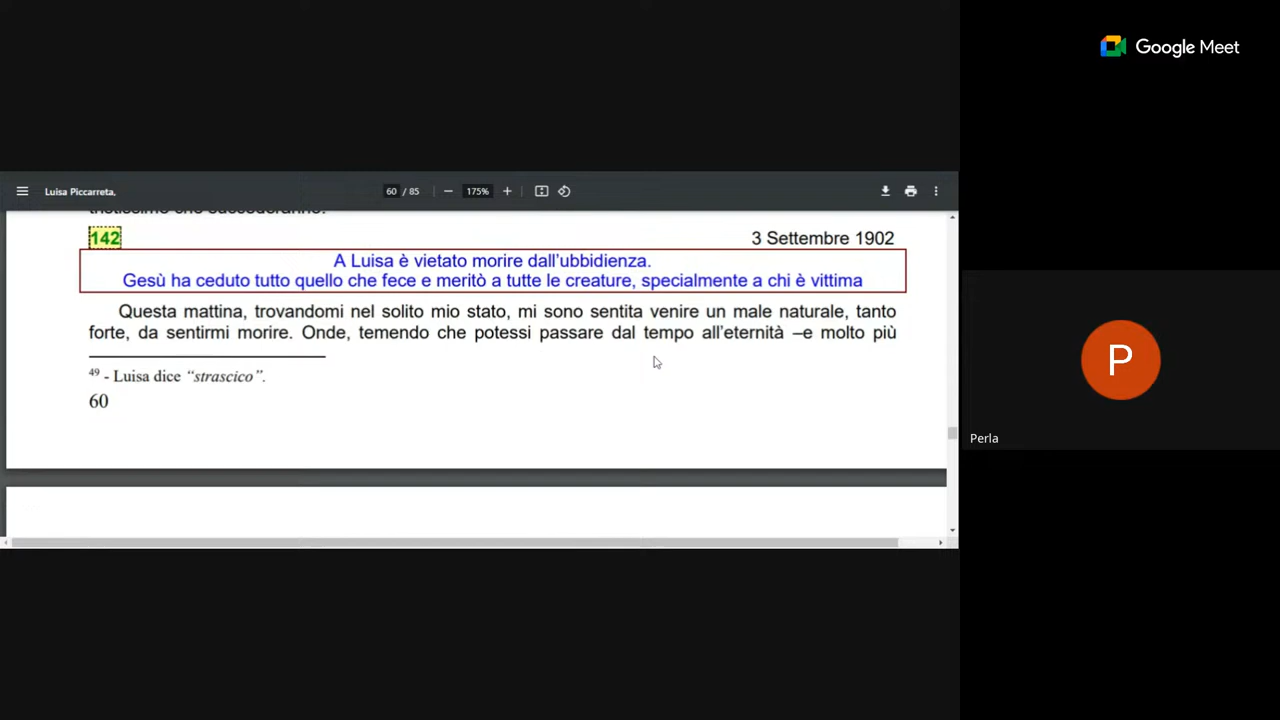 Google Meet
Luisa Piccarreta,
60 / 85
175%
tristissimo che succederanno.
142
3 Settembre 1902
A Luisa è vietato morire dall’ubbidienza.
Gesù ha ceduto tutto quello che fece e meritò a tutte le creature, specialmente a chi è vittima
Questa mattina, trovandomi nel solito mio stato, mi sono sentita venire un male naturale, tanto
forte, da sentirmi morire. Onde, temendo che potessi passare dal tempo all’eternità –e molto più
49 - Luisa dice “strascico”.
60
P
Perla